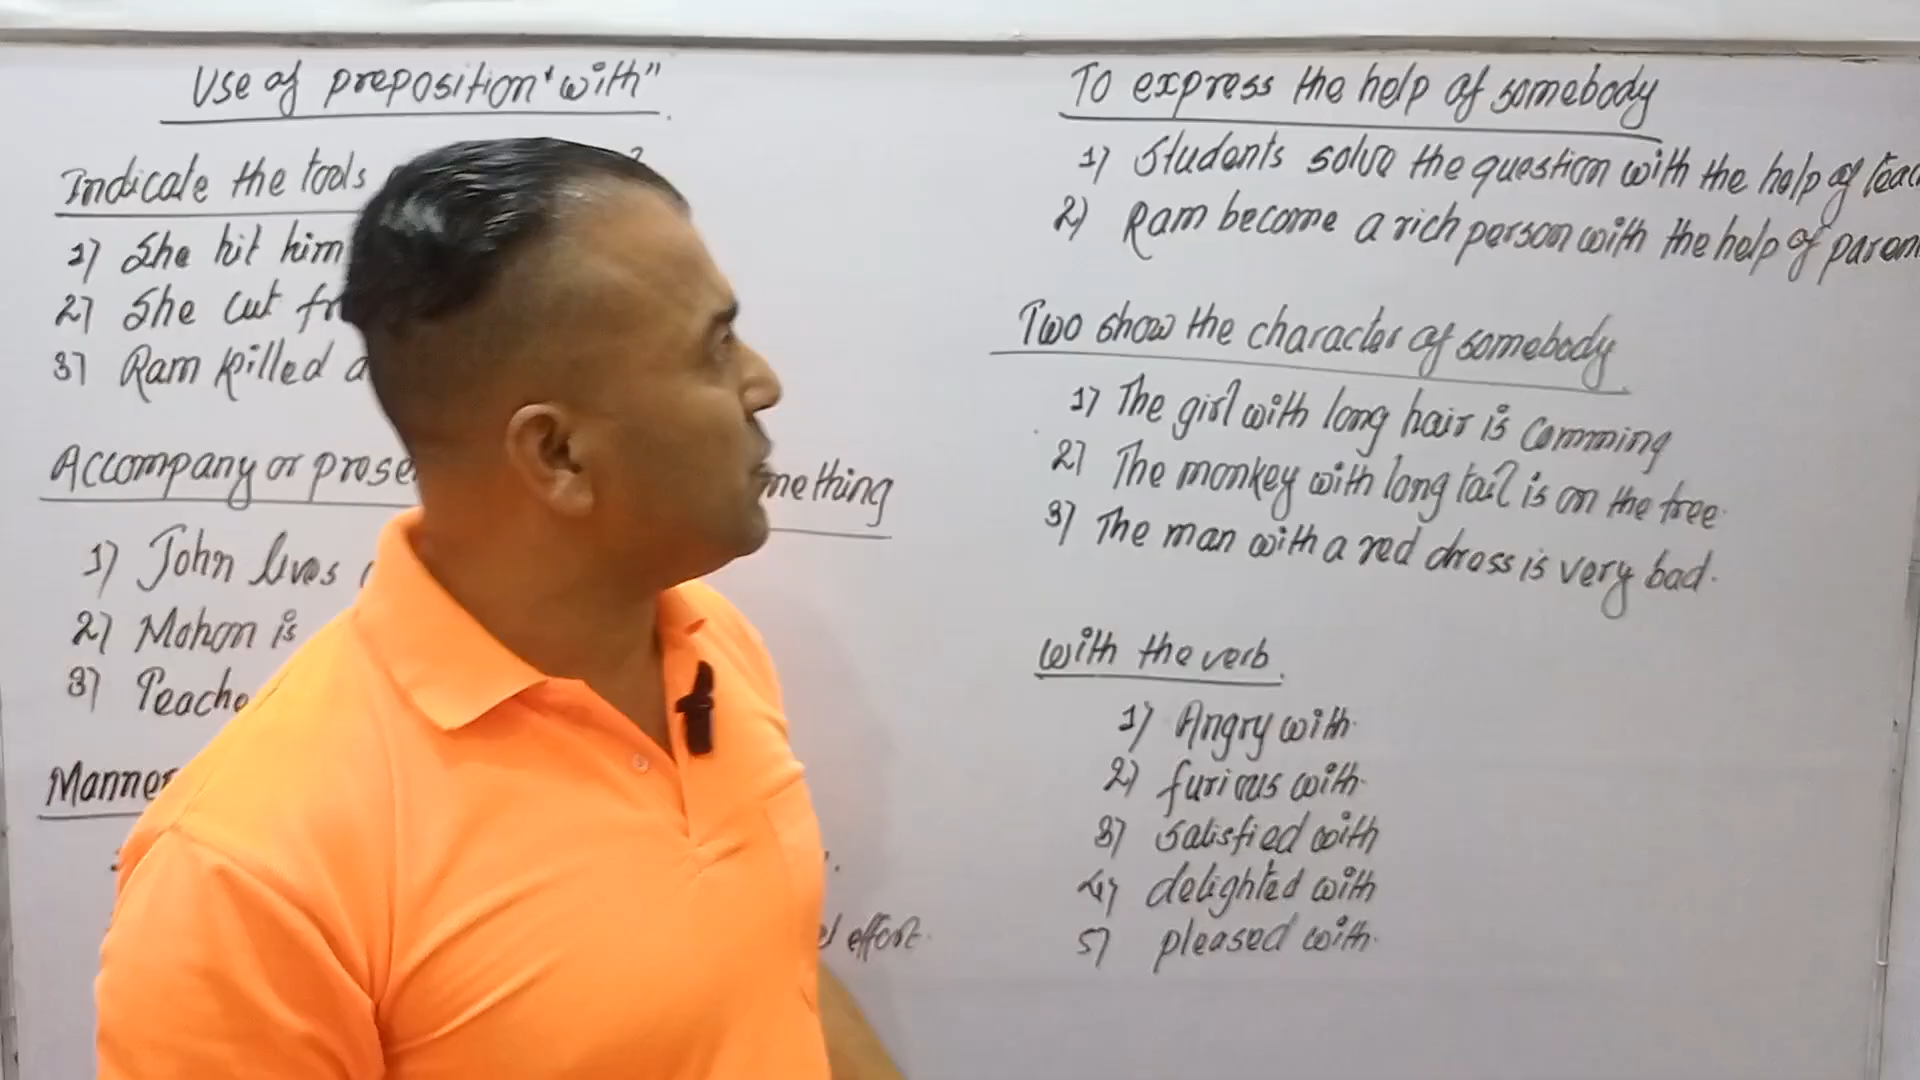 Use of preposition "with"
Indicate the tools
1) She hit him
2) She cut
3) Ram killed
Accompany or mething
1) John lives
2) Mohan is
3) Teache
Manner
effort.
To express the help of somebody
1) Students solve the question with the help of teac
2) Ram become a rich person with the help of paren
Two show the character of somebody
1) The girl with long hair is comming
2) The monkey with long tail is on the tree.
3) The man with a red dress is very bad.
with the verb
1) Angry with.
2) furious with.
3) satisfied with
4) delighted with
5) pleased with.